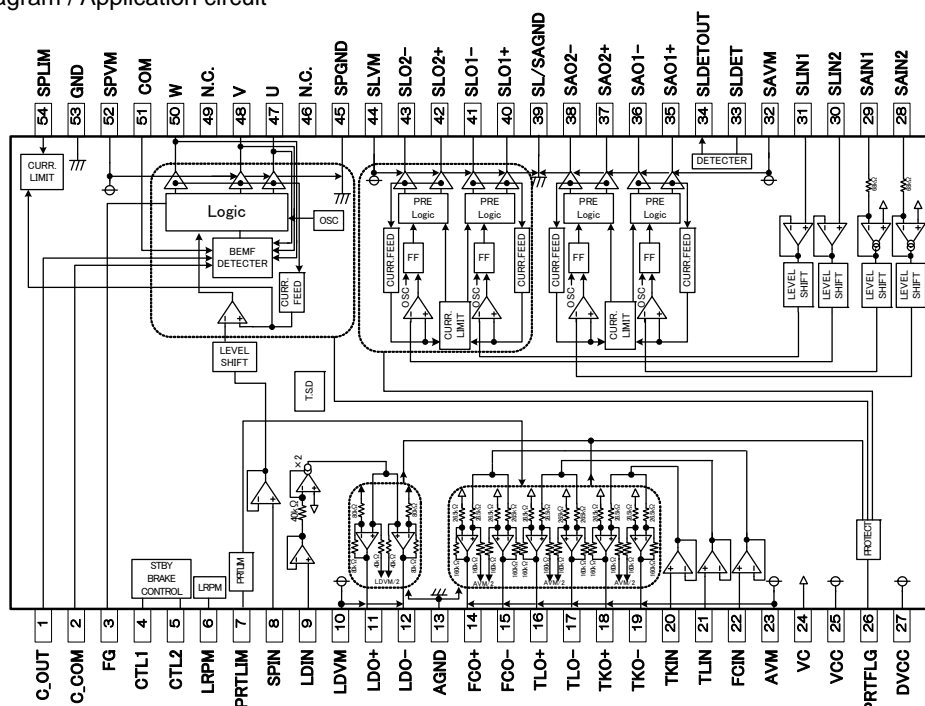 agram / Application circuit
SPLIM GND SPVM COM W N.C. V U N.C. SPGND SLVM SLO2- SLO2+ SLO1- SLO1+ SL/SAGND SAO2- SAO2+ SAO1- SAO1+ SLDETOUT SLDET SAVM SLIN1 SLIN2 SAIN1 SAIN2
54 53 52 51 50 49 48 47 46 45 44 43 42 41 40 39 38 37 36 35 34 33 32 31 30 29 28
CURR. LIMIT
DETECTER
Logic
OSC
BEMF DETECTER
CURR. FEED
LEVEL SHIFT
PRE Logic
PRE Logic
PRE Logic
PRE Logic
CURR.FEED
FF
FF
CURR.FEED
CURR.FEED
FF
FF
CURR.FEED
OSC
OSC
OSC
OSC
CURR. LIMIT
CURR. LIMIT
LEVEL SHIFT
LEVEL SHIFT
LEVEL SHIFT
LEVEL SHIFT
T.S.D
×2
40kΩ
LDVM/2
AVM/2
AVM/2
AVM/2
STBY BRAKE CONTROL
LRPM
PRTLIM
PROTECT
1 2 3 4 5 6 7 8 9 10 11 12 13 14 15 16 17 18 19 20 21 22 23 24 25 26 27
C_OUT C_COM FG CTL1 CTL2 LRPM PRTLIM SPIN LDIN LDVM LDO+ LDO- AGND FCO+ FCO- TLO+ TLO- TKO+ TKO- TKIN TLIN FCIN AVM VC VCC PRTFLG DVCC